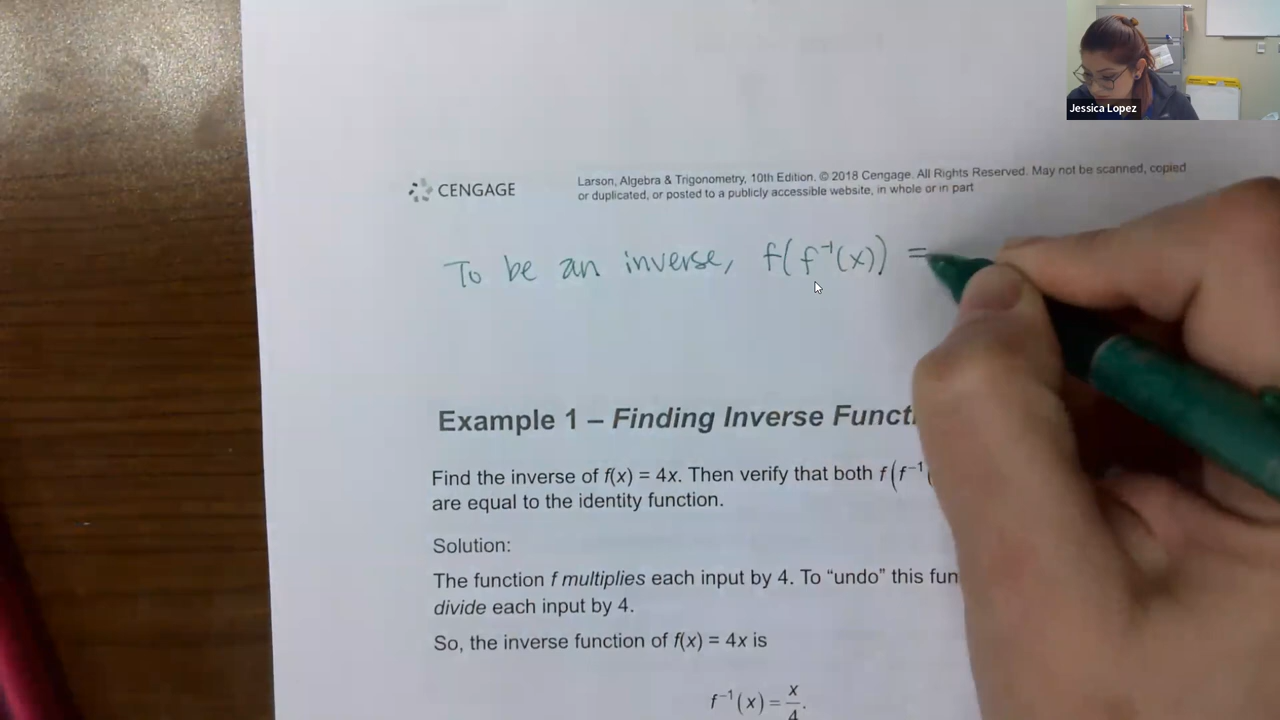 Jessica Lopez
CENGAGE
Larson, Algebra & Trigonometry, 10th Edition. © 2018 Cengage. All Rights Reserved. May not be scanned, copied
or duplicated, or posted to a publicly accessible website, in whole or in part
To be an inverse, f(f⁻¹(x)) =
Example 1 – Finding Inverse Funct
Find the inverse of f(x) = 4x. Then verify that both f(f⁻¹(
are equal to the identity function.
Solution:
The function f multiplies each input by 4. To “undo” this fun
divide each input by 4.
So, the inverse function of f(x) = 4x is
f⁻¹(x) = x/4.